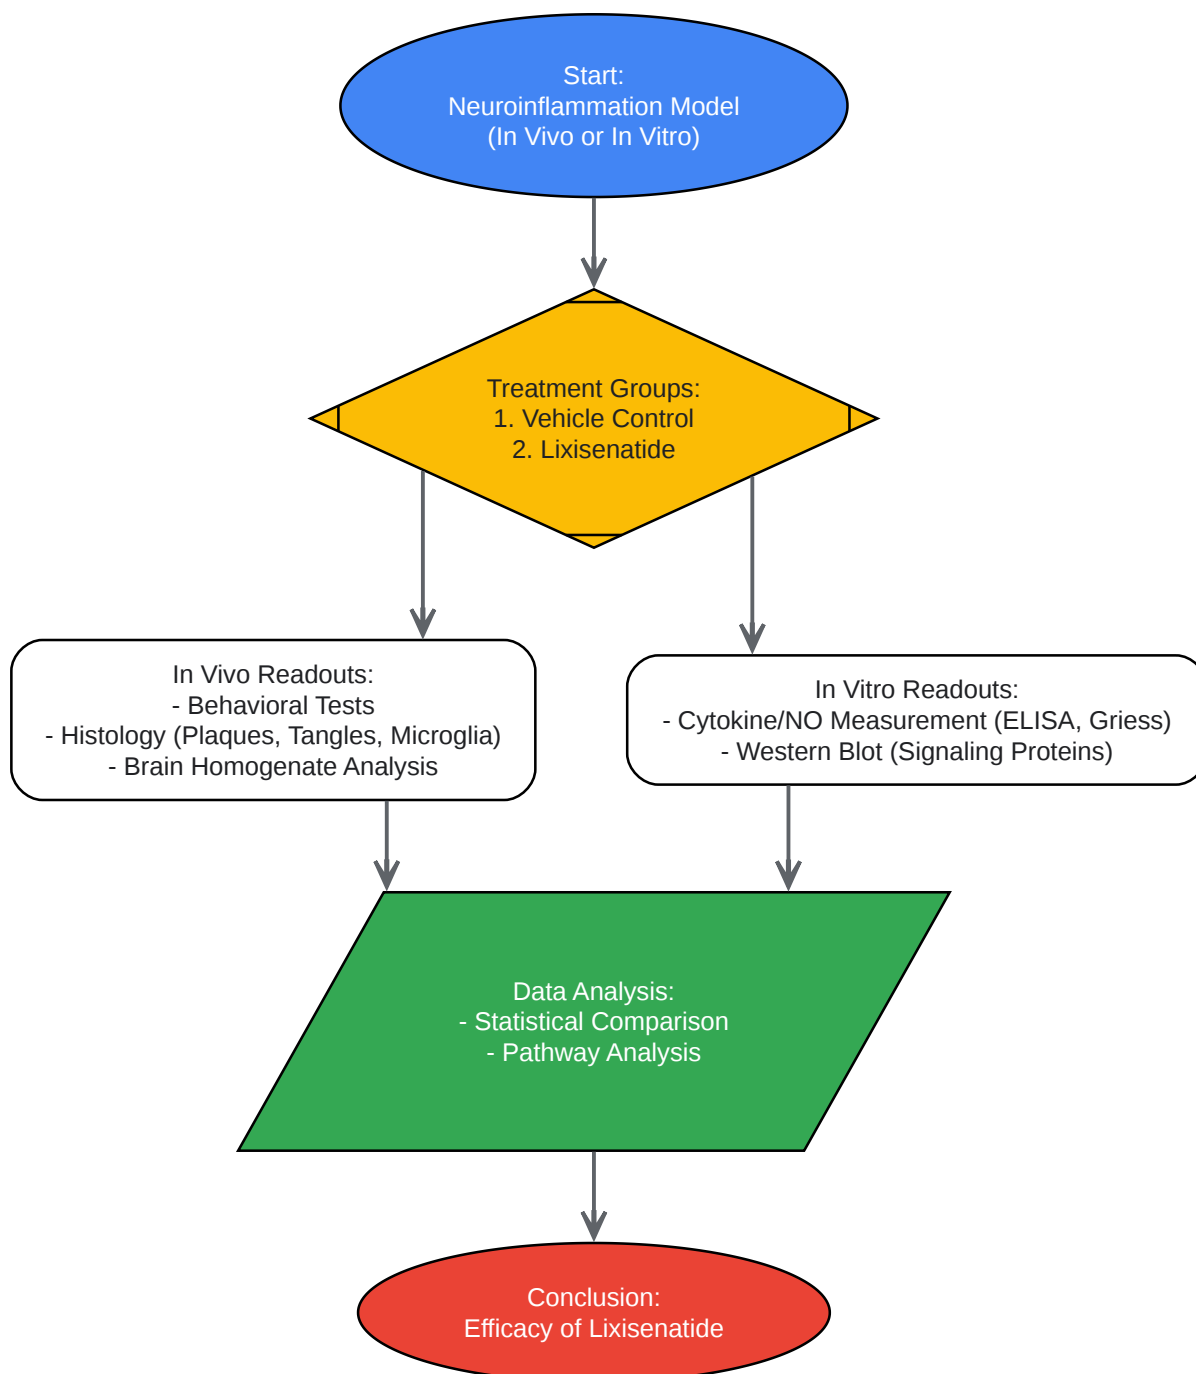 Start:
Neuroinflammation Model
(In Vivo or In Vitro)
Treatment Groups:
1. Vehicle Control
2. Lixisenatide
In Vivo Readouts:
- Behavioral Tests
- Histology (Plaques, Tangles, Microglia)
- Brain Homogenate Analysis
In Vitro Readouts:
- Cytokine/NO Measurement (ELISA, Griess)
- Western Blot (Signaling Proteins)
Data Analysis:
- Statistical Comparison
- Pathway Analysis
Conclusion:
Efficacy of Lixisenatide